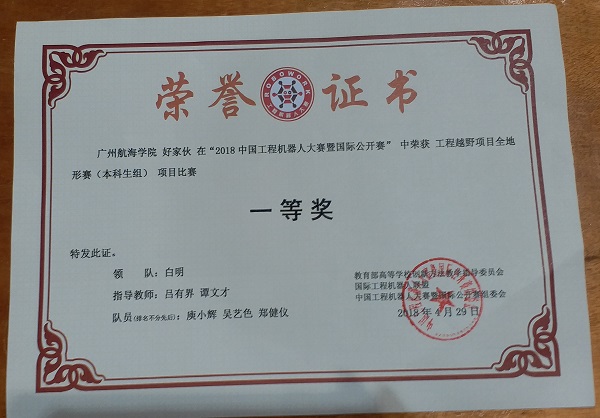 荣誉证书
ROBOWORK
广州航海学院 好家伙 在“2018中国工程机器人大赛暨国际公开赛” 中荣获 工程越野项目全地
形赛（本科生组） 项目比赛
一等奖
特发此证。
领 队：白明
指导教师：吕有界 谭文才
队员(排名不分先后)：庾小辉 吴艺色 郑健仪
教育部高等学校创新方法教学指导委员会
国际工程机器人联盟
中国工程机器人大赛暨国际公开赛组委会
2018年4月29日